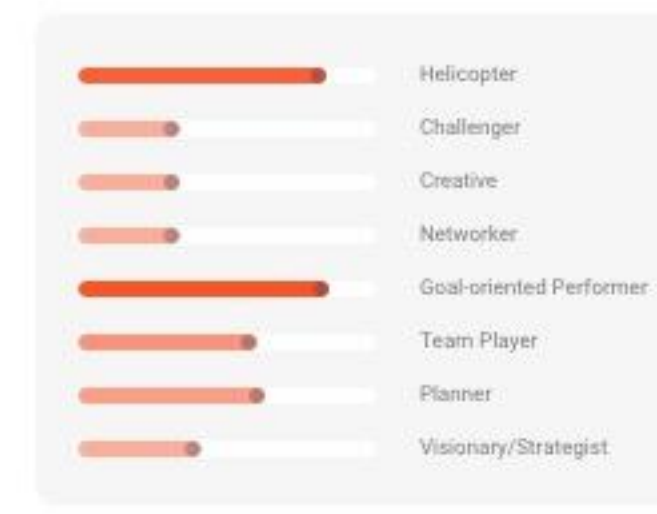 Helicopter
Challenger
Creative
Networker
Goal-oriented Performer
Team Player
Planner
Visionary/Strategist